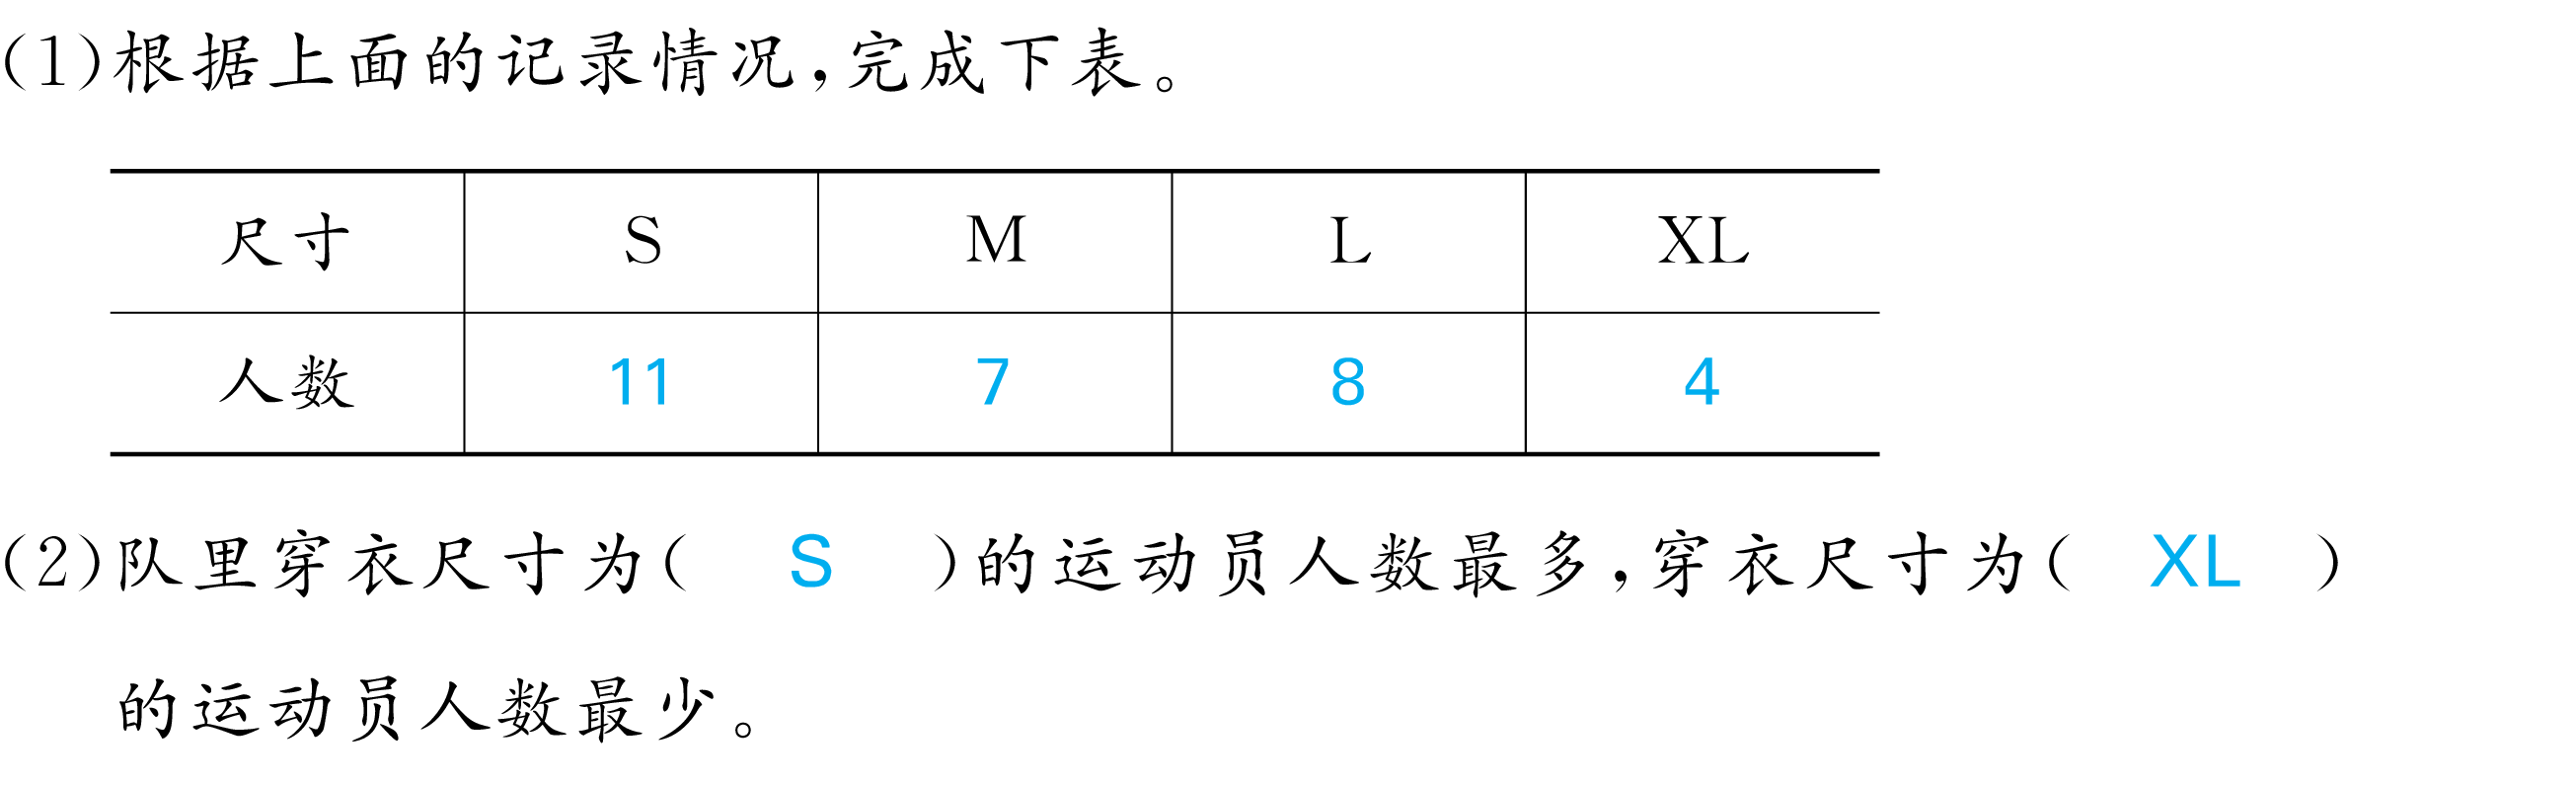 (1)根据上面的记录情况,完成下表。
尺寸 S M L XL
人数 11 7 8 4
(2)队里穿衣尺寸为( S )的运动员人数最多,穿衣尺寸为( XL )
的运动员人数最少。